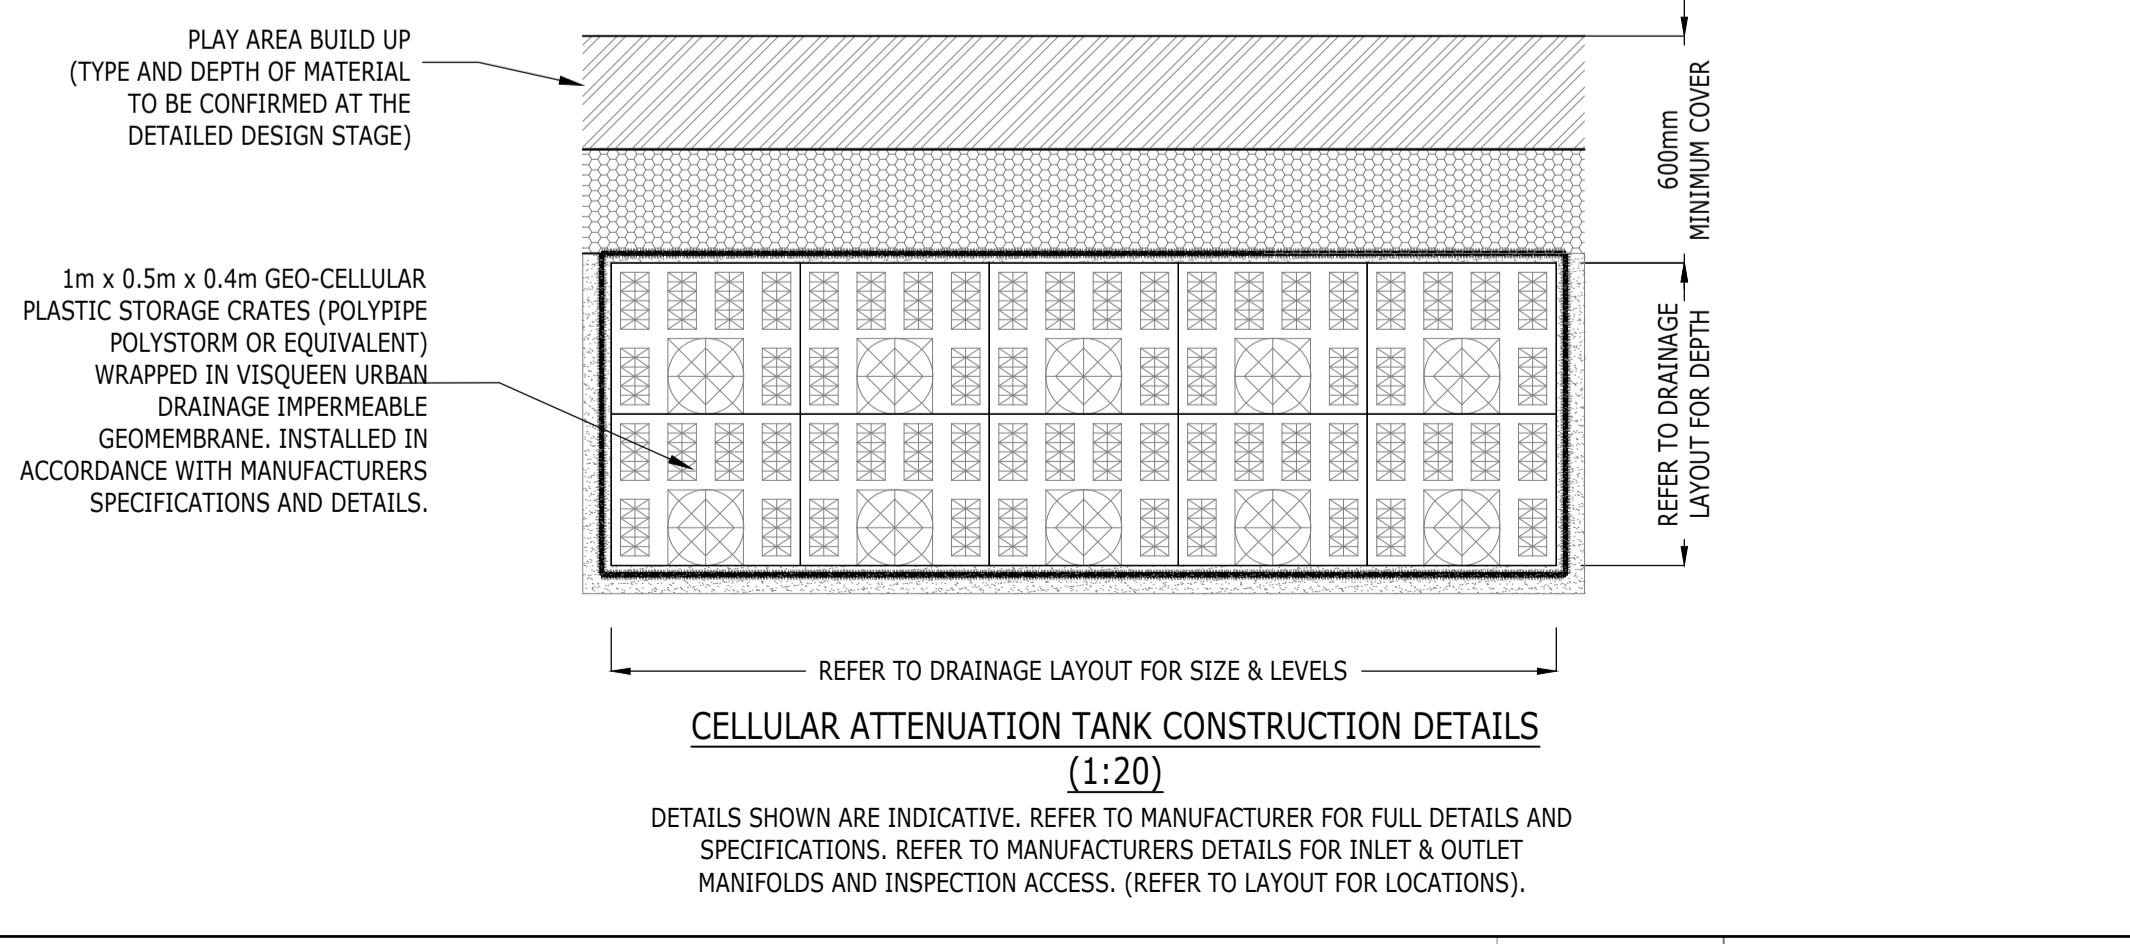 PLAY AREA BUILD UP
(TYPE AND DEPTH OF MATERIAL
TO BE CONFIRMED AT THE
DETAILED DESIGN STAGE)
600mm
MINIMUM COVER
1m x 0.5m x 0.4m GEO-CELLULAR
PLASTIC STORAGE CRATES (POLYPIPE
POLYSTORM OR EQUIVALENT)
WRAPPED IN VISQUEEN URBAN
DRAINAGE IMPERMEABLE
GEOMEMBRANE. INSTALLED IN
ACCORDANCE WITH MANUFACTURERS
SPECIFICATIONS AND DETAILS.
REFER TO DRAINAGE
LAYOUT FOR DEPTH
REFER TO DRAINAGE LAYOUT FOR SIZE & LEVELS
CELLULAR ATTENUATION TANK CONSTRUCTION DETAILS
(1:20)
DETAILS SHOWN ARE INDICATIVE. REFER TO MANUFACTURER FOR FULL DETAILS AND
SPECIFICATIONS. REFER TO MANUFACTURERS DETAILS FOR INLET & OUTLET
MANIFOLDS AND INSPECTION ACCESS. (REFER TO LAYOUT FOR LOCATIONS).